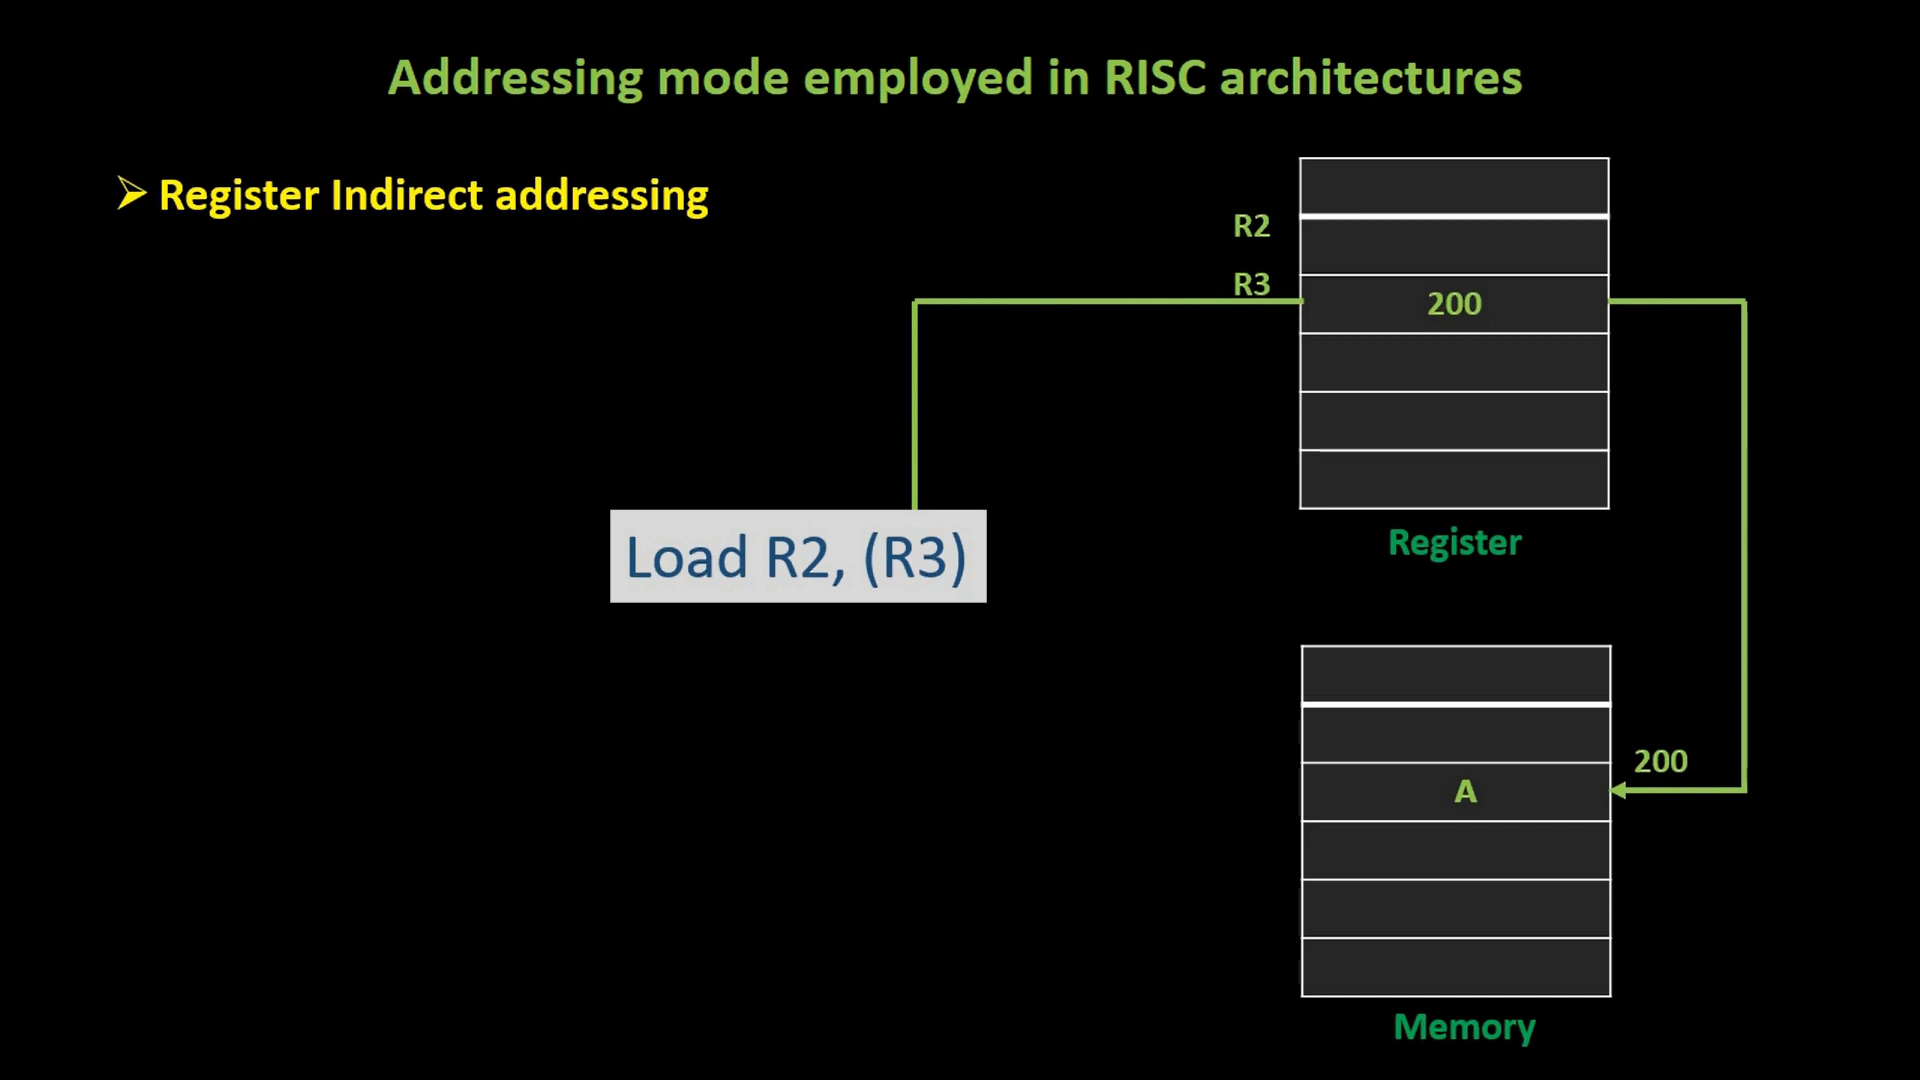 Addressing mode employed in RISC architectures
Register Indirect addressing
R2
R3
200
Load R2, (R3)
Register
200
A
Memory